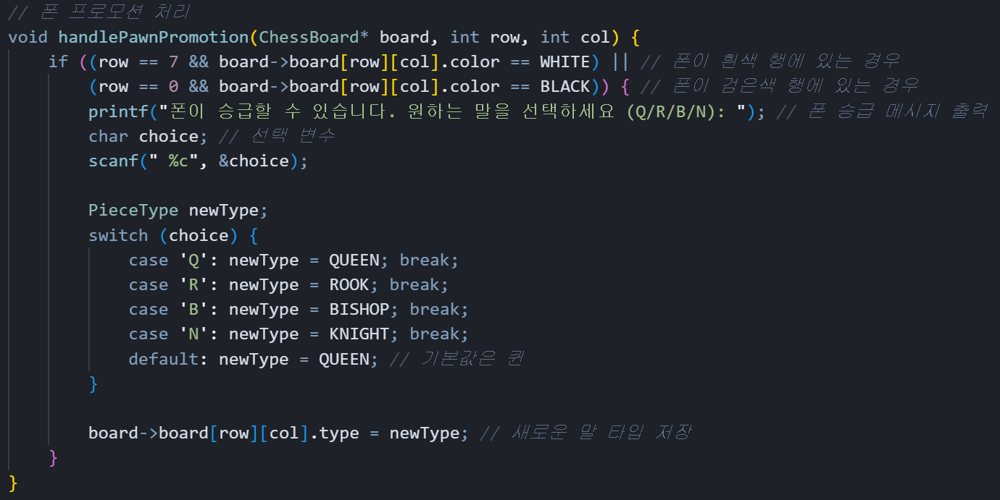 // 폰 프로모션 처리
void handlePawnPromotion(ChessBoard* board, int row, int col) {
    if ((row == 7 && board->board[row][col].color == WHITE) || // 폰이 흰색 행에 있는 경우
        (row == 0 && board->board[row][col].color == BLACK)) { // 폰이 검은색 행에 있는 경우
        printf("폰이 승급할 수 있습니다. 원하는 말을 선택하세요 (Q/R/B/N): "); // 폰 승급 메시지 출력
        char choice; // 선택 변수
        scanf(" %c", &choice);

        PieceType newType;
        switch (choice) {
            case 'Q': newType = QUEEN; break;
            case 'R': newType = ROOK; break;
            case 'B': newType = BISHOP; break;
            case 'N': newType = KNIGHT; break;
            default: newType = QUEEN; // 기본값은 퀸
        }

        board->board[row][col].type = newType; // 새로운 말 타입 저장
    }
}